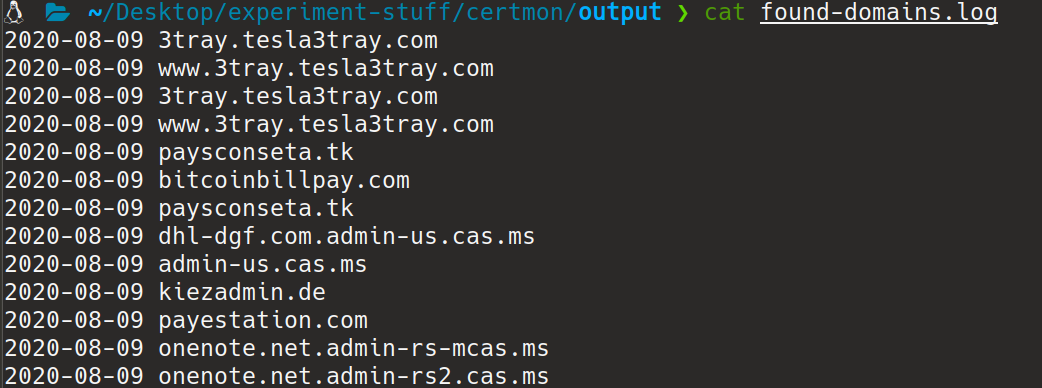 ~/Desktop/experiment-stuff/certmon/output ❯ cat found-domains.log
2020-08-09 3tray.tesla3tray.com
2020-08-09 www.3tray.tesla3tray.com
2020-08-09 3tray.tesla3tray.com
2020-08-09 www.3tray.tesla3tray.com
2020-08-09 paysconseta.tk
2020-08-09 bitcoinbillpay.com
2020-08-09 paysconseta.tk
2020-08-09 dhl-dgf.com.admin-us.cas.ms
2020-08-09 admin-us.cas.ms
2020-08-09 kiezadmin.de
2020-08-09 payestation.com
2020-08-09 onenote.net.admin-rs-mcas.ms
2020-08-09 onenote.net.admin-rs2.cas.ms